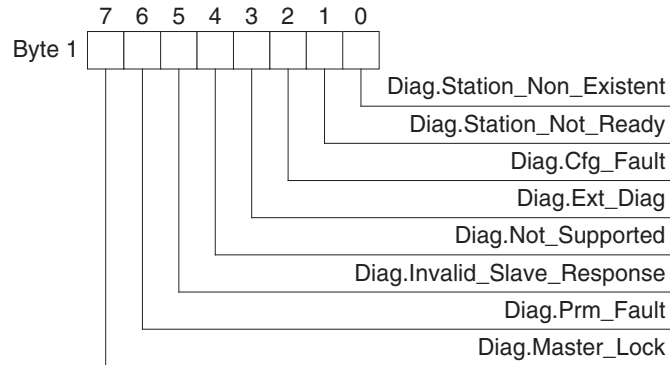 7 6 5 4 3 2 1 0
Byte 1
Diag.Station_Non_Existent
Diag.Station_Not_Ready
Diag.Cfg_Fault
Diag.Ext_Diag
Diag.Not_Supported
Diag.Invalid_Slave_Response
Diag.Prm_Fault
Diag.Master_Lock